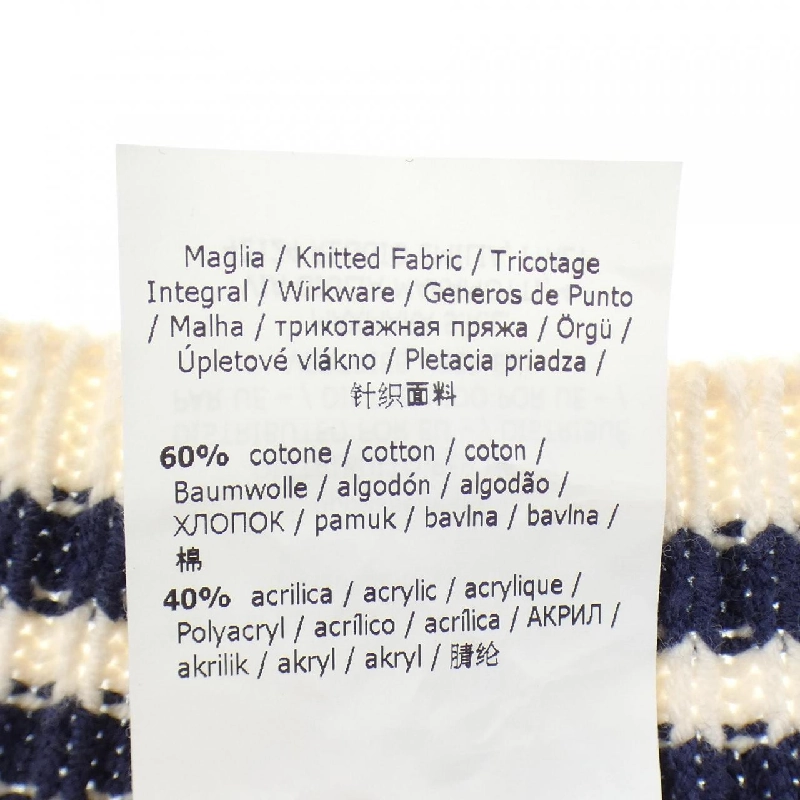 Maglia / Knitted Fabric / Tricotage
Integral / Wirkware / Generos de Punto
/ Malha / трикотажная пряжа / Örgü /
Úpletové vlákno / Pletacia priadza /
针织面料
60% cotone / cotton / coton /
Baumwolle / algodón / algodão /
ХЛОПОК / pamuk / bavlna / bavlna /
棉
40% acrilica / acrylic / acrylique /
Polyacryl / acrílico / acrílica / АКРИЛ /
akrilik / akryl / akryl / 腈纶